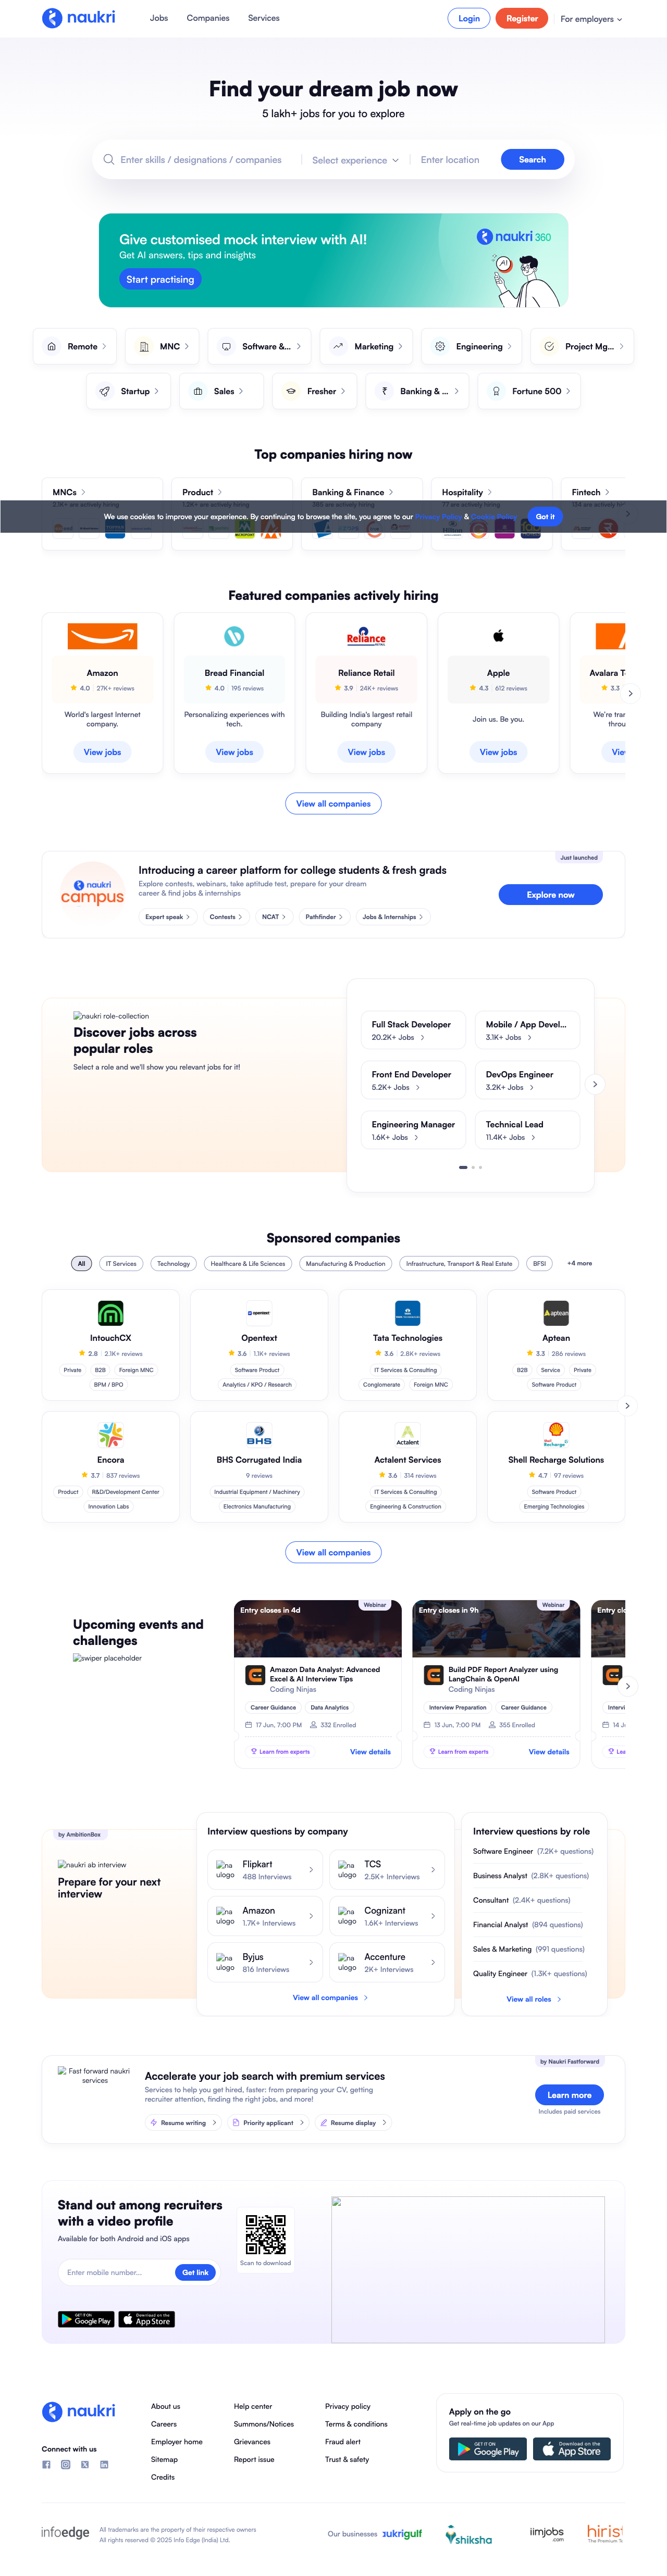 naukri
Jobs
Companies
Services
Login
Register
For employers
Find your dream job now
5 lakh+ jobs for you to explore
Enter skills / designations / companies
Select experience
Enter location
Search
Give customised mock interview with AI!
Get AI answers, tips and insights
Start practising
naukri 360
AI
Remote
MNC
Software &...
Marketing
Engineering
Project Mg...
Startup
Sales
Fresher
Banking & ...
Fortune 500
Top companies hiring now
MNCs
Product
Banking & Finance
Hospitality
Fintech
We use cookies to improve your experience. By continuing to browse the site, you agree to our Privacy Policy & Cookie Policy
Got it
Featured companies actively hiring
Amazon
4.0 | 27K+ reviews
World's largest Internet
company.
View jobs
Bread Financial
4.0 | 195 reviews
Personalizing experiences with
tech.
View jobs
Reliance
RETAIL
Reliance Retail
3.9 | 24K+ reviews
Building India's largest retail
company
View jobs
Apple
4.3 | 612 reviews
Join us. Be you.
View jobs
Avalara T
3.3
We're tra
throu
Vie
View all companies
Just launched
naukri
campus
Introducing a career platform for college students & fresh grads
Explore contests, webinars, take aptitude test, prepare for your dream
career & find jobs & internships
Expert speak
Contests
NCAT
Pathfinder
Jobs & Internships
Explore now
naukri role-collection
Discover jobs across
popular roles
Select a role and we'll show you relevant jobs for it!
Full Stack Developer
20.2K+ Jobs
Mobile / App Devel...
3.1K+ Jobs
Front End Developer
5.2K+ Jobs
DevOps Engineer
3.2K+ Jobs
Engineering Manager
1.6K+ Jobs
Technical Lead
11.4K+ Jobs
Sponsored companies
All
IT Services
Technology
Healthcare & Life Sciences
Manufacturing & Production
Infrastructure, Transport & Real Estate
BFSI
+4 more
IntouchCX
2.8 | 2.1K+ reviews
Private
B2B
Foreign MNC
BPM / BPO
opentext
Opentext
3.6 | 1.1K+ reviews
Software Product
Analytics / KPO / Research
Tata Technologies
3.6 | 2.8K+ reviews
IT Services & Consulting
Conglomerate
Foreign MNC
aptean
Aptean
3.3 | 286 reviews
B2B
Service
Private
Software Product
Encora
3.7 | 837 reviews
Product
R&D/Development Center
Innovation Labs
BHS
BHS Corrugated India
9 reviews
Industrial Equipment / Machinery
Electronics Manufacturing
Actalent
Actalent Services
3.6 | 314 reviews
IT Services & Consulting
Engineering & Construction
Shell Recharge Solutions
4.7 | 97 reviews
Software Product
Emerging Technologies
View all companies
Upcoming events and
challenges
swiper placeholder
Entry closes in 4d
Webinar
Amazon Data Analyst: Advanced
Excel & AI Interview Tips
Coding Ninjas
Career Guidance
Data Analytics
17 Jun, 7:00 PM
332 Enrolled
Learn from experts
View details
Entry closes in 9h
Webinar
Build PDF Report Analyzer using
LangChain & OpenAI
Coding Ninjas
Interview Preparation
Career Guidance
13 Jun, 7:00 PM
355 Enrolled
Learn from experts
View details
Entry clo
Intervi
14 J
Lea
by AmbitionBox
naukri ab interview
Prepare for your next
interview
Interview questions by company
na
ulogo
Flipkart
488 Interviews
na
ulogo
TCS
2.5K+ Interviews
na
ulogo
Amazon
1.7K+ Interviews
na
ulogo
Cognizant
1.6K+ Interviews
na
ulogo
Byjus
816 Interviews
na
ulogo
Accenture
2K+ Interviews
View all companies
Interview questions by role
Software Engineer (7.2K+ questions)
Business Analyst (2.8K+ questions)
Consultant (2.4K+ questions)
Financial Analyst (894 questions)
Sales & Marketing (991 questions)
Quality Engineer (1.3K+ questions)
View all roles
by Naukri Fastforward
Fast forward naukri
services
Accelerate your job search with premium services
Services to help you get hired, faster: from preparing your CV, getting
recruiter attention, finding the right jobs, and more!
Resume writing
Priority applicant
Resume display
Learn more
Includes paid services
Stand out among recruiters
with a video profile
Available for both Android and iOS apps
Enter mobile number...
Get link
Scan to download
GET IT ON
Google Play
Download on the
App Store
naukri
Connect with us
About us
Careers
Employer home
Sitemap
Credits
Help center
Summons/Notices
Grievances
Report issue
Privacy policy
Terms & conditions
Fraud alert
Trust & safety
Apply on the go
Get real-time job updates on our App
GET IT ON
Google Play
Download on the
App Store
infoedge
All trademarks are the property of their respective owners
All rights reserved © 2025 Info Edge (India) Ltd.
Our businesses
aukrigulf
shiksha
iimjobs
.com
hirist
The Premium Te